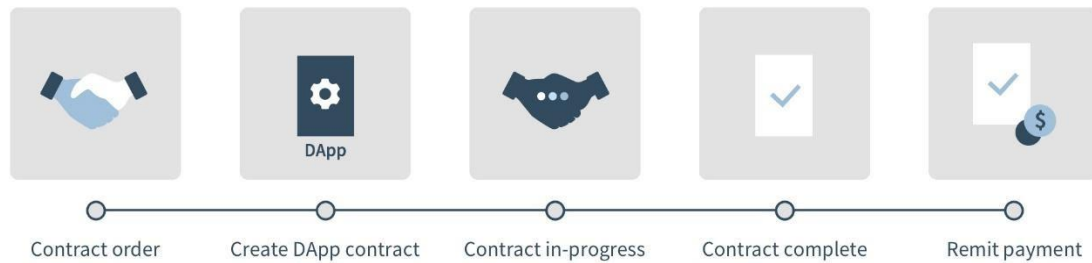 DApp
$
Contract order
Create DApp contract
Contract in-progress
Contract complete
Remit payment